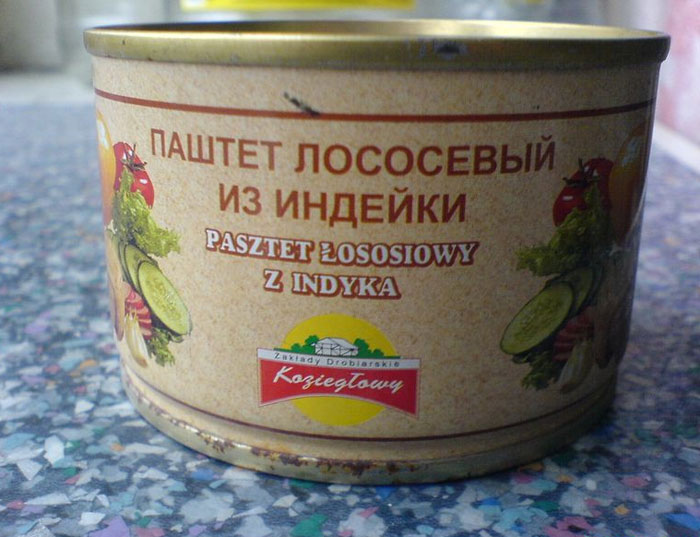 ПАШТЕТ ЛОСОСЕВЫЙ
ИЗ ИНДЕЙКИ
PASZTET ŁOSOSIOWY
Z INDYKA
Zakłady Drobiarskie
Koziegłowy